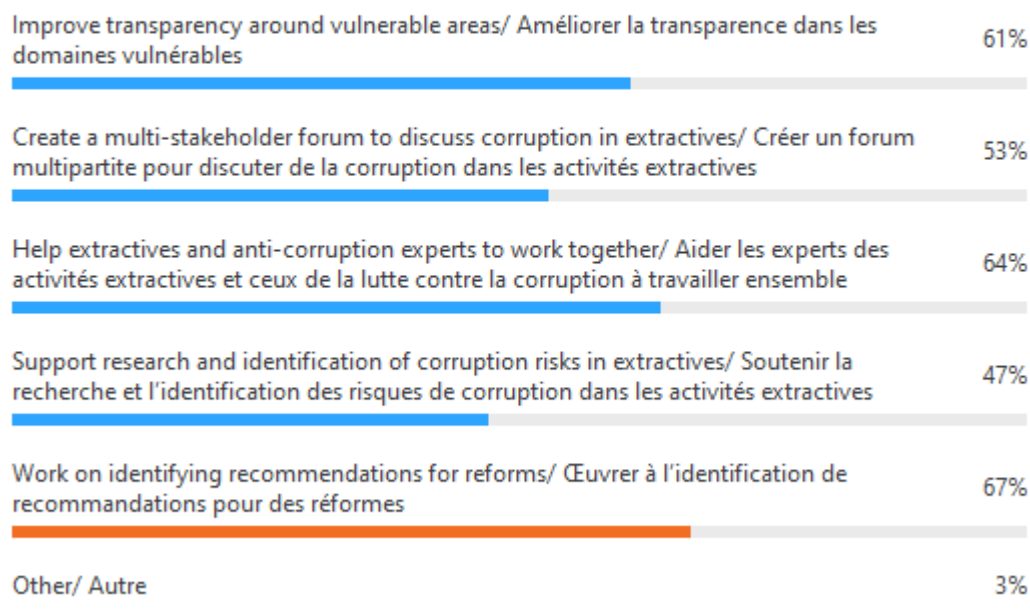 Improve transparency around vulnerable areas/ Améliorer la transparence dans les
domaines vulnérables
61%
Create a multi-stakeholder forum to discuss corruption in extractives/ Créer un forum
multipartite pour discuter de la corruption dans les activités extractives
53%
Help extractives and anti-corruption experts to work together/ Aider les experts des
activités extractives et ceux de la lutte contre la corruption à travailler ensemble
64%
Support research and identification of corruption risks in extractives/ Soutenir la
recherche et l’identification des risques de corruption dans les activités extractives
47%
Work on identifying recommendations for reforms/ Œuvrer à l’identification de
recommandations pour des réformes
67%
Other/ Autre
3%